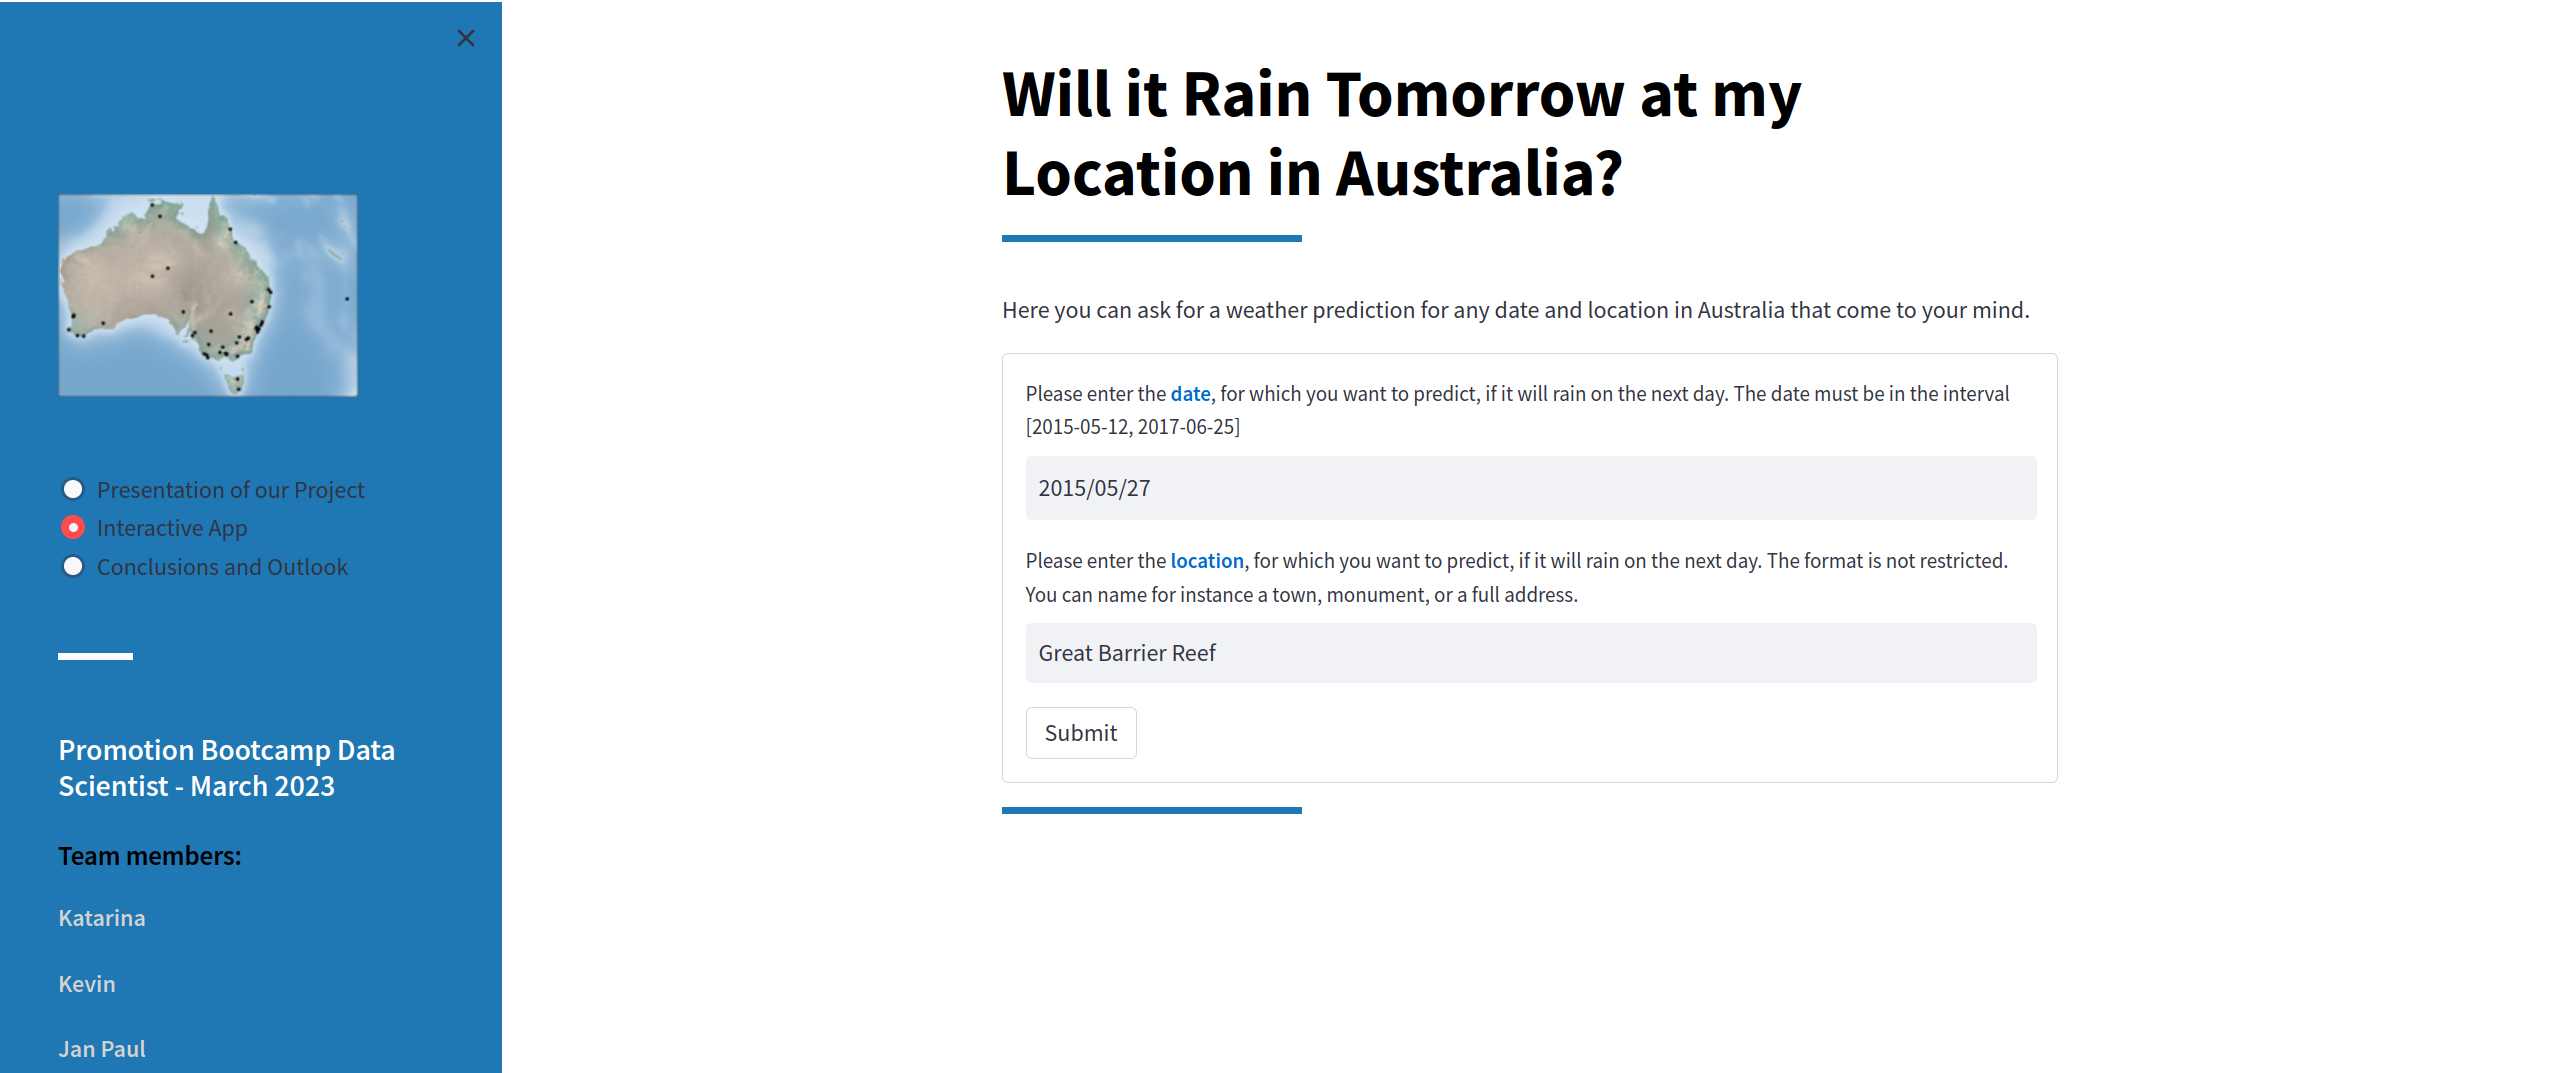 Presentation of our Project
Interactive App
Conclusions and Outlook
Promotion Bootcamp Data
Scientist - March 2023
Team members:
Katarina
Kevin
Jan Paul
Will it Rain Tomorrow at my
Location in Australia?
Here you can ask for a weather prediction for any date and location in Australia that come to your mind.
Please enter the date, for which you want to predict, if it will rain on the next day. The date must be in the interval
[2015-05-12, 2017-06-25]
2015/05/27
Please enter the location, for which you want to predict, if it will rain on the next day. The format is not restricted.
You can name for instance a town, monument, or a full address.
Great Barrier Reef
Submit